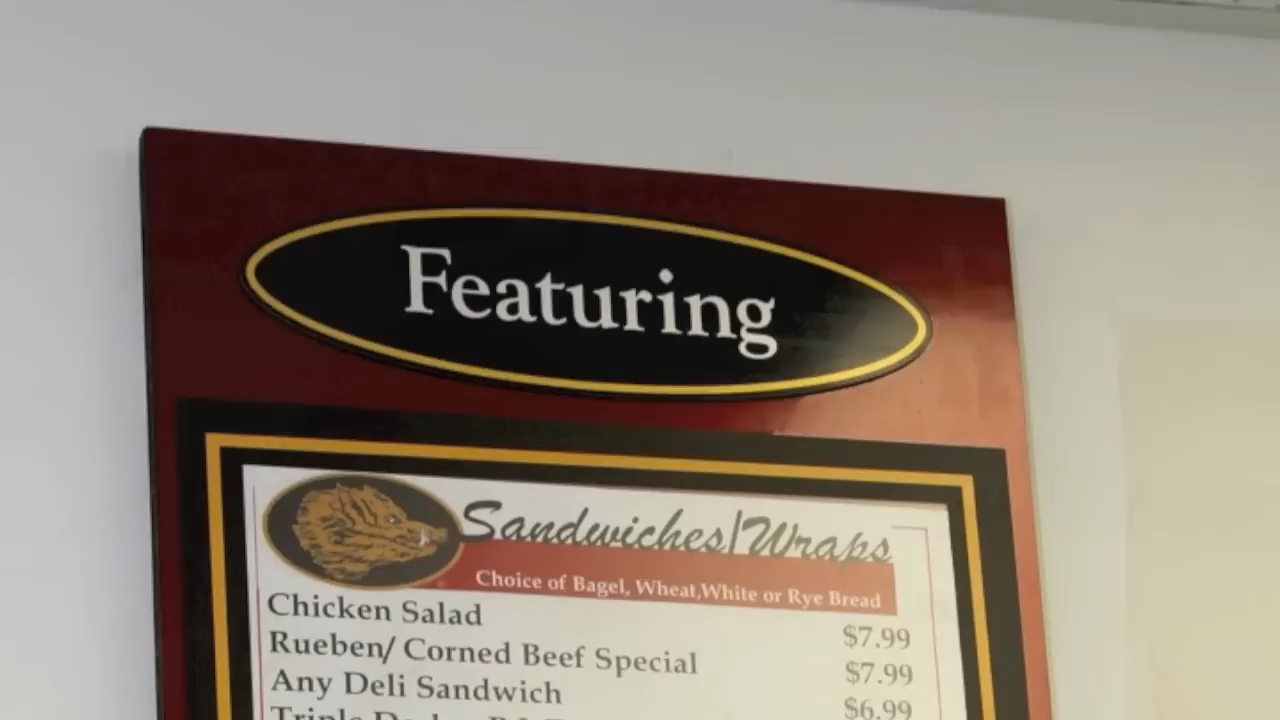 Featuring
Sandwiches/Wraps
Choice of Bagel, Wheat,White or Rye Bread
Chicken Salad $7.99
Rueben/ Corned Beef Special $7.99
Any Deli Sandwich $6.99
Triple